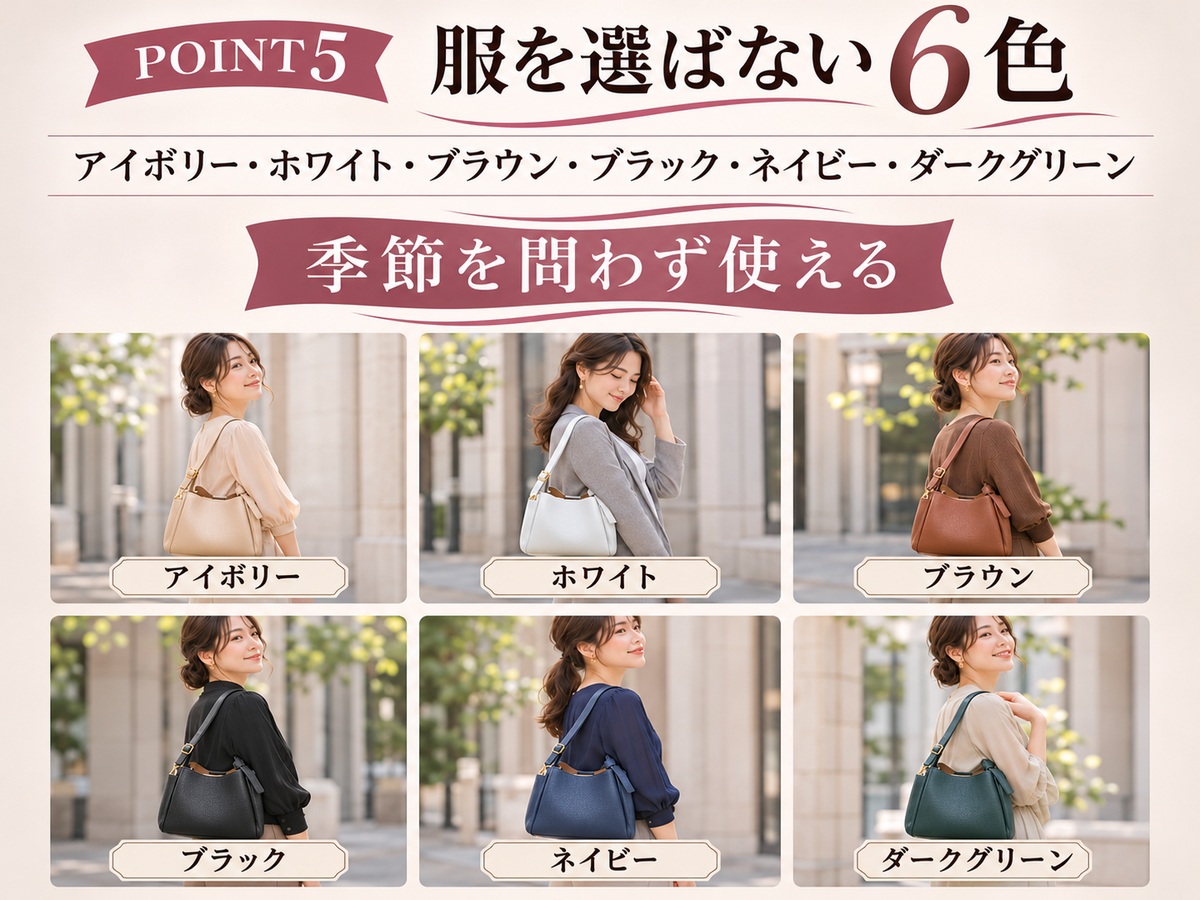 POINT5
服を選ばない6色
アイボリー・ホワイト・ブラウン・ブラック・ネイビー・ダークグリーン
季節を問わず使える
アイボリー
ホワイト
ブラウン
ブラック
ネイビー
ダークグリーン